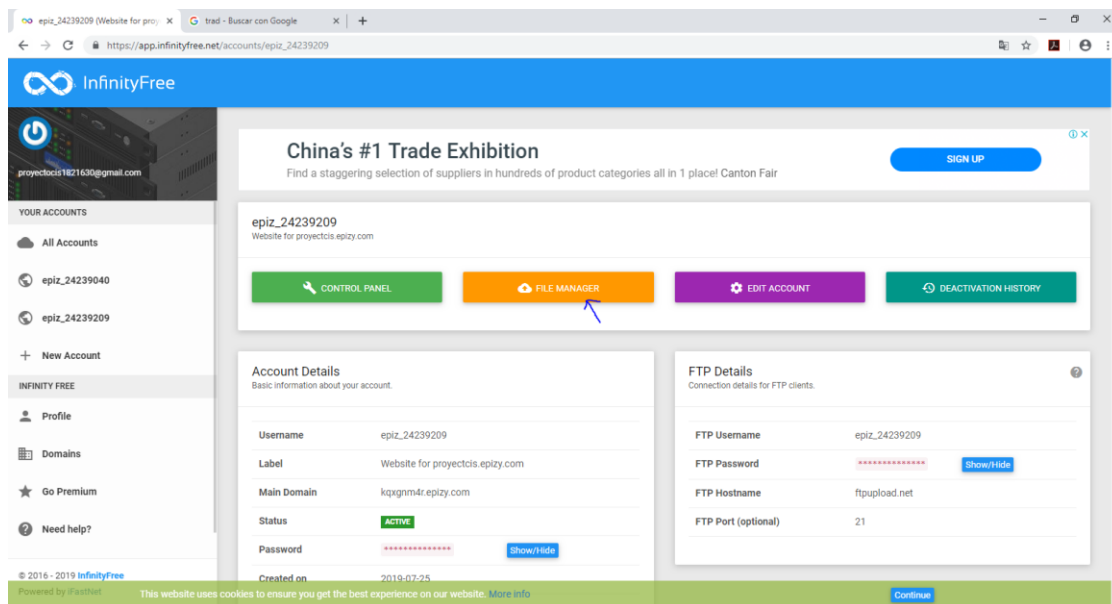 epiz_24239209 (Website for proy
trad - Buscar con Google
https://app.infinityfree.net/accounts/epiz_24239209
InfinityFree
proyectocis1821630@gmail.com
YOUR ACCOUNTS
All Accounts
epiz_24239040
epiz_24239209
New Account
INFINITY FREE
Profile
Domains
Go Premium
Need help?
© 2016 - 2019 InfinityFree
Powered by iFastNet
China's #1 Trade Exhibition
Find a staggering selection of suppliers in hundreds of product categories all in 1 place! Canton Fair
SIGN UP
epiz_24239209
Website for proyectcis.epizy.com
CONTROL PANEL
FILE MANAGER
EDIT ACCOUNT
DEACTIVATION HISTORY
Account Details
Basic information about your account.
Username epiz_24239209
Label Website for proyectcis.epizy.com
Main Domain kqxgnm4r.epizy.com
Status ACTIVE
Password ************** Show/Hide
Created on 2019-07-25
FTP Details
Connection details for FTP clients.
FTP Username epiz_24239209
FTP Password ************** Show/Hide
FTP Hostname ftpupload.net
FTP Port (optional) 21
This website uses cookies to ensure you get the best experience on our website. More info
Continue